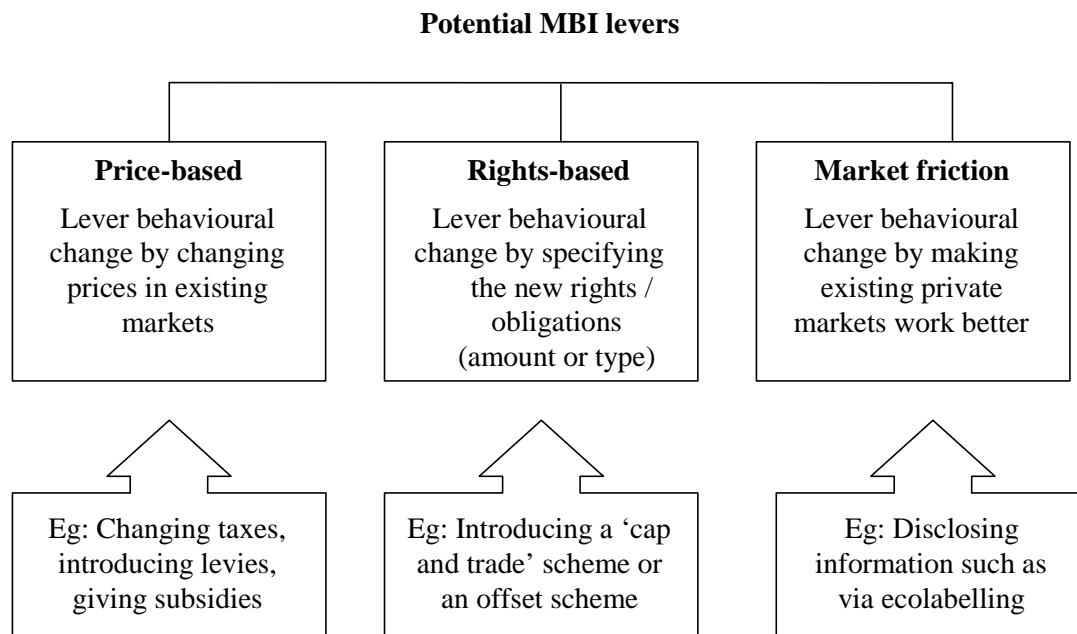 Potential MBI levers
Price-based
Lever behavioural
change by changing
prices in existing
markets
Rights-based
Lever behavioural
change by specifying
the new rights /
obligations
(amount or type)
Market friction
Lever behavioural
change by making
existing private
markets work better
Eg: Changing taxes,
introducing levies,
giving subsidies
Eg: Introducing a ‘cap
and trade’ scheme or
an offset scheme
Eg: Disclosing
information such as
via ecolabelling